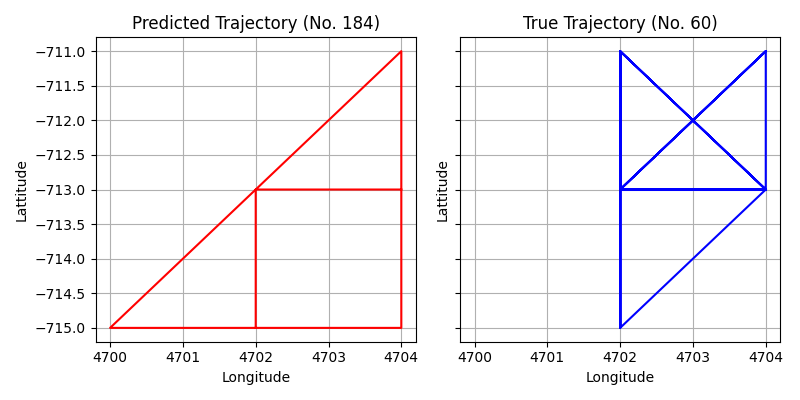 Predicted Trajectory (No. 184)
−711.0
−711.5
−712.0
−712.5
−713.0
−713.5
−714.0
−714.5
−715.0
Lattitude
4700 4701 4702 4703 4704
Longitude
True Trajectory (No. 60)
Lattitude
4700 4701 4702 4703 4704
Longitude